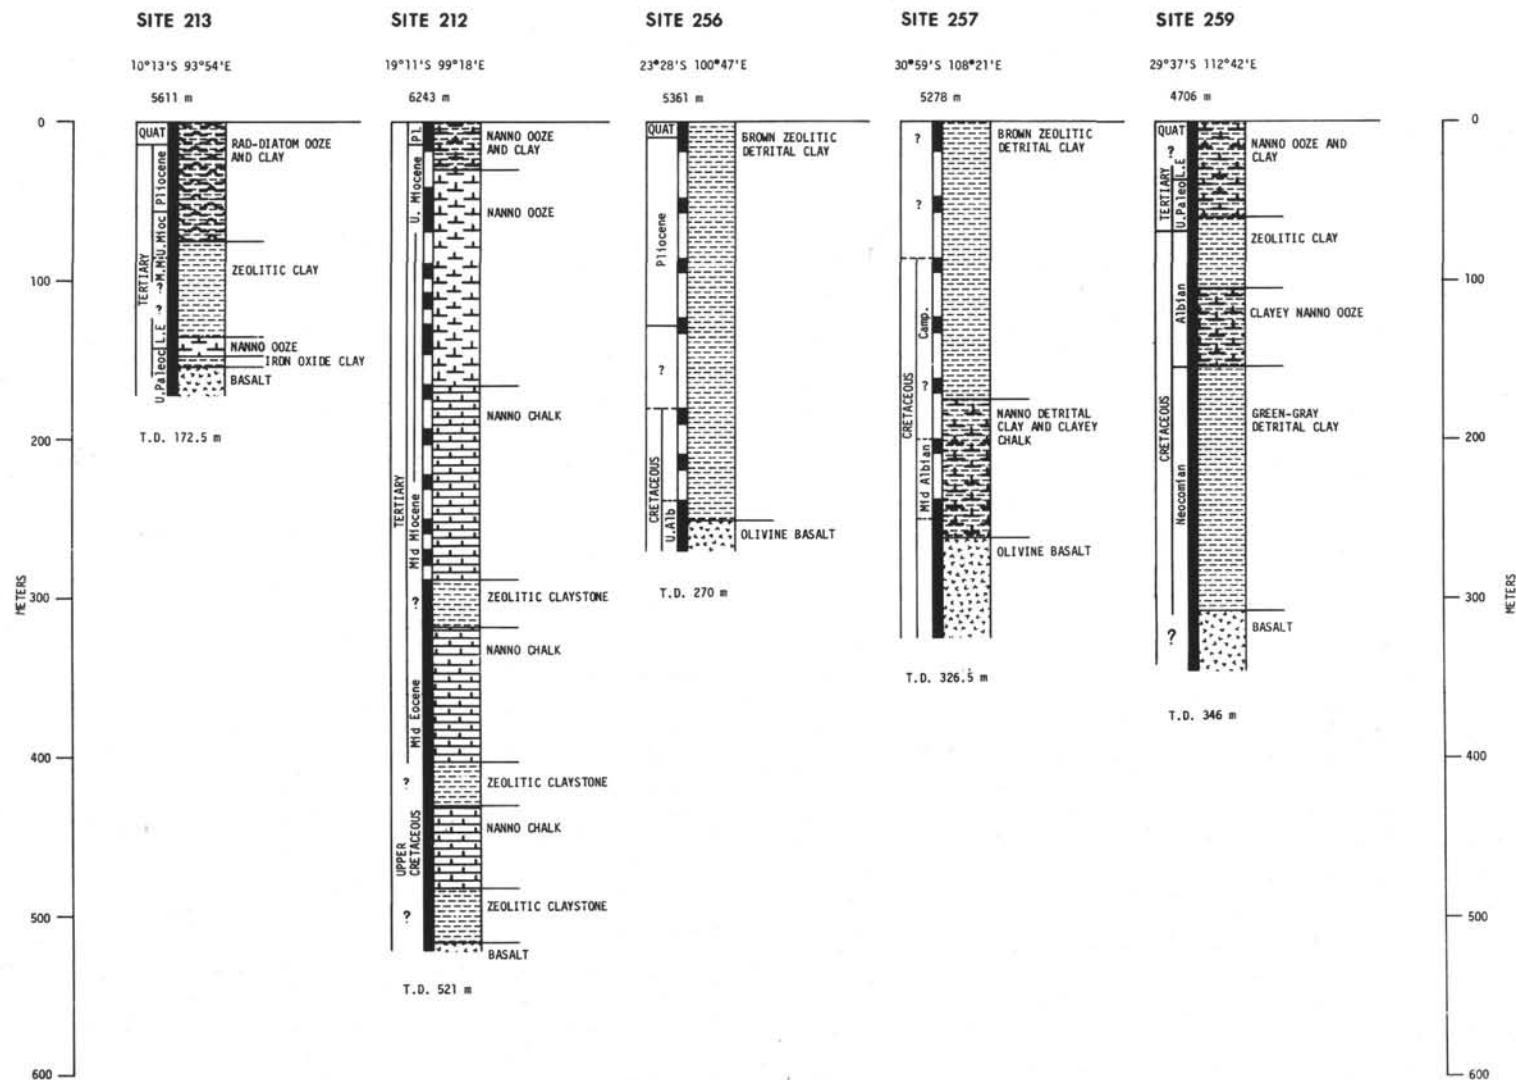 SITE 213
10°13'S 93°54'E
5611 m
QUAT
TERTIARY
Pliocene
U.Mioc
M.Mi
?
?
L.E
U.Paleoc
RAD-DIATOM OOZE
AND CLAY
ZEOLITIC CLAY
NANNO OOZE
IRON OXIDE CLAY
BASALT
T.D. 172.5 m
SITE 212
19°11'S 99°18'E
6243 m
TERTIARY
Pl.
U. Miocene
Mid Miocene
?
Mid Eocene
?
UPPER
CRETACEOUS
?
NANNO OOZE
AND CLAY
NANNO OOZE
NANNO CHALK
ZEOLITIC CLAYSTONE
NANNO CHALK
ZEOLITIC CLAYSTONE
NANNO CHALK
ZEOLITIC CLAYSTONE
BASALT
T.D. 521 m
SITE 256
23°28'S 100°47'E
5361 m
QUAT
Pliocene
?
CRETACEOUS
U.Alb
BROWN ZEOLITIC
DETRITAL CLAY
OLIVINE BASALT
T.D. 270 m
SITE 257
30°59'S 108°21'E
5278 m
?
?
CRETACEOUS
Camp.
?
Mid Albian
BROWN ZEOLITIC
DETRITAL CLAY
NANNO DETRITAL
CLAY AND CLAYEY
CHALK
OLIVINE BASALT
T.D. 326.5 m
SITE 259
29°37'S 112°42'E
4706 m
QUAT
?
TERTIARY
L.E
U.Paleo
CRETACEOUS
Albian
Neocomian
?
NANNO OOZE AND
CLAY
ZEOLITIC CLAY
CLAYEY NANNO OOZE
GREEN-GRAY
DETRITAL CLAY
BASALT
T.D. 346 m
0
100
200
300
400
500
600
METERS
0
100
200
300
400
500
600
METERS